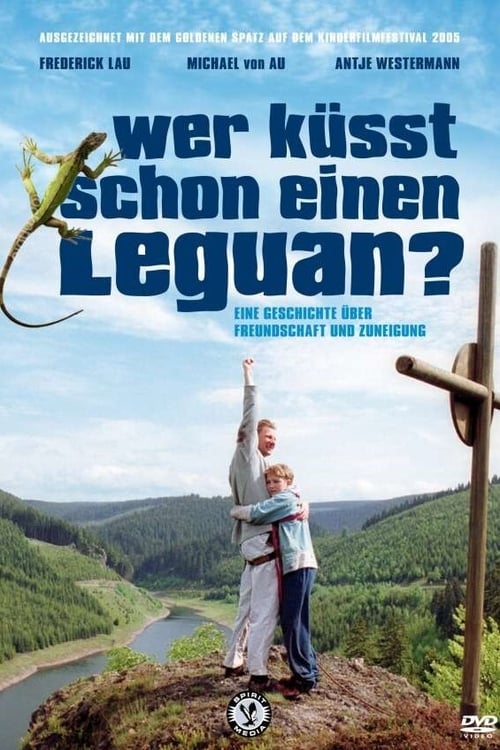 AUSGEZEICHNET MIT DEM GOLDENEN SPATZ AUF DEM KINDERFILMFESTIVAL 2005
FREDERICK LAU MICHAEL von AU ANTJE WESTERMANN
wer küsst
schon einen
Leguan?
EINE GESCHICHTE ÜBER
FREUNDSCHAFT UND ZUNEIGUNG
SPIRIT
MEDIA
DVD
VIDEO